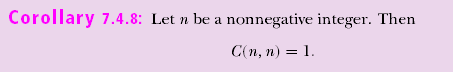 Corollary 7.4.8: Let n be a nonnegative integer. Then
C(n, n) = 1.